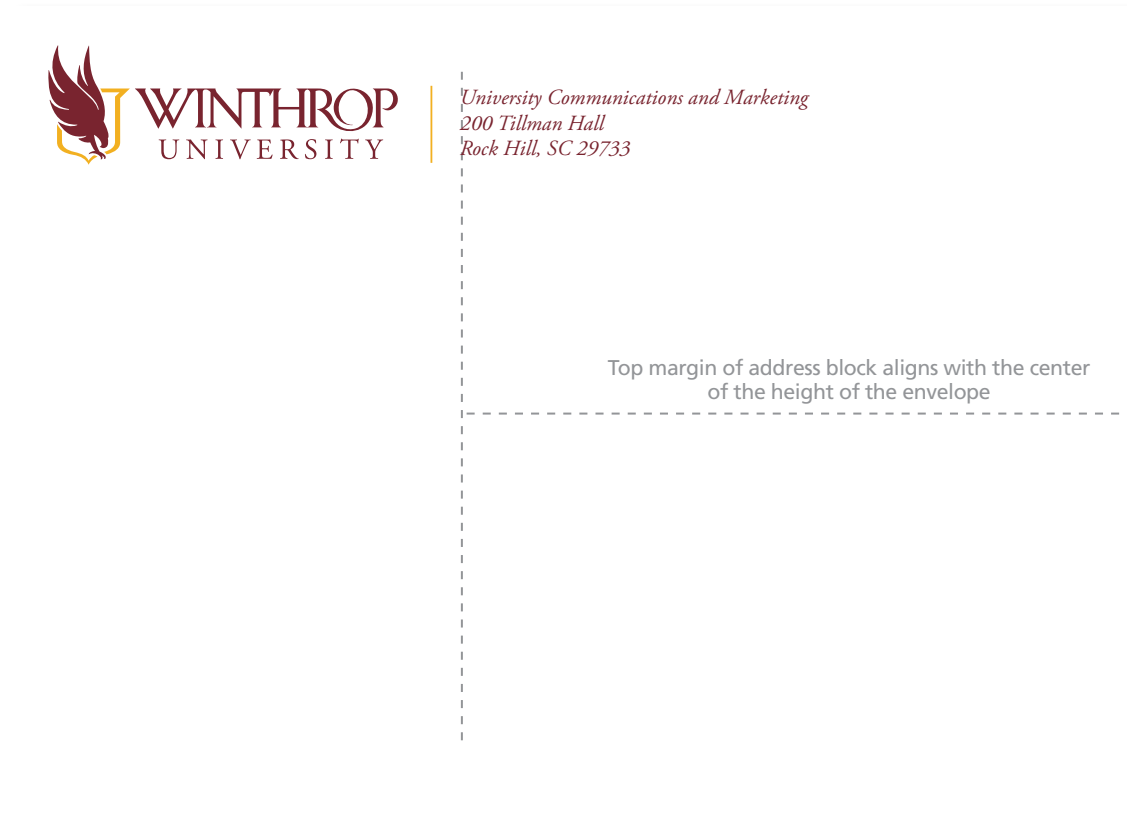 WINTHROP
UNIVERSITY
University Communications and Marketing
200 Tillman Hall
Rock Hill, SC 29733
Top margin of address block aligns with the center
of the height of the envelope